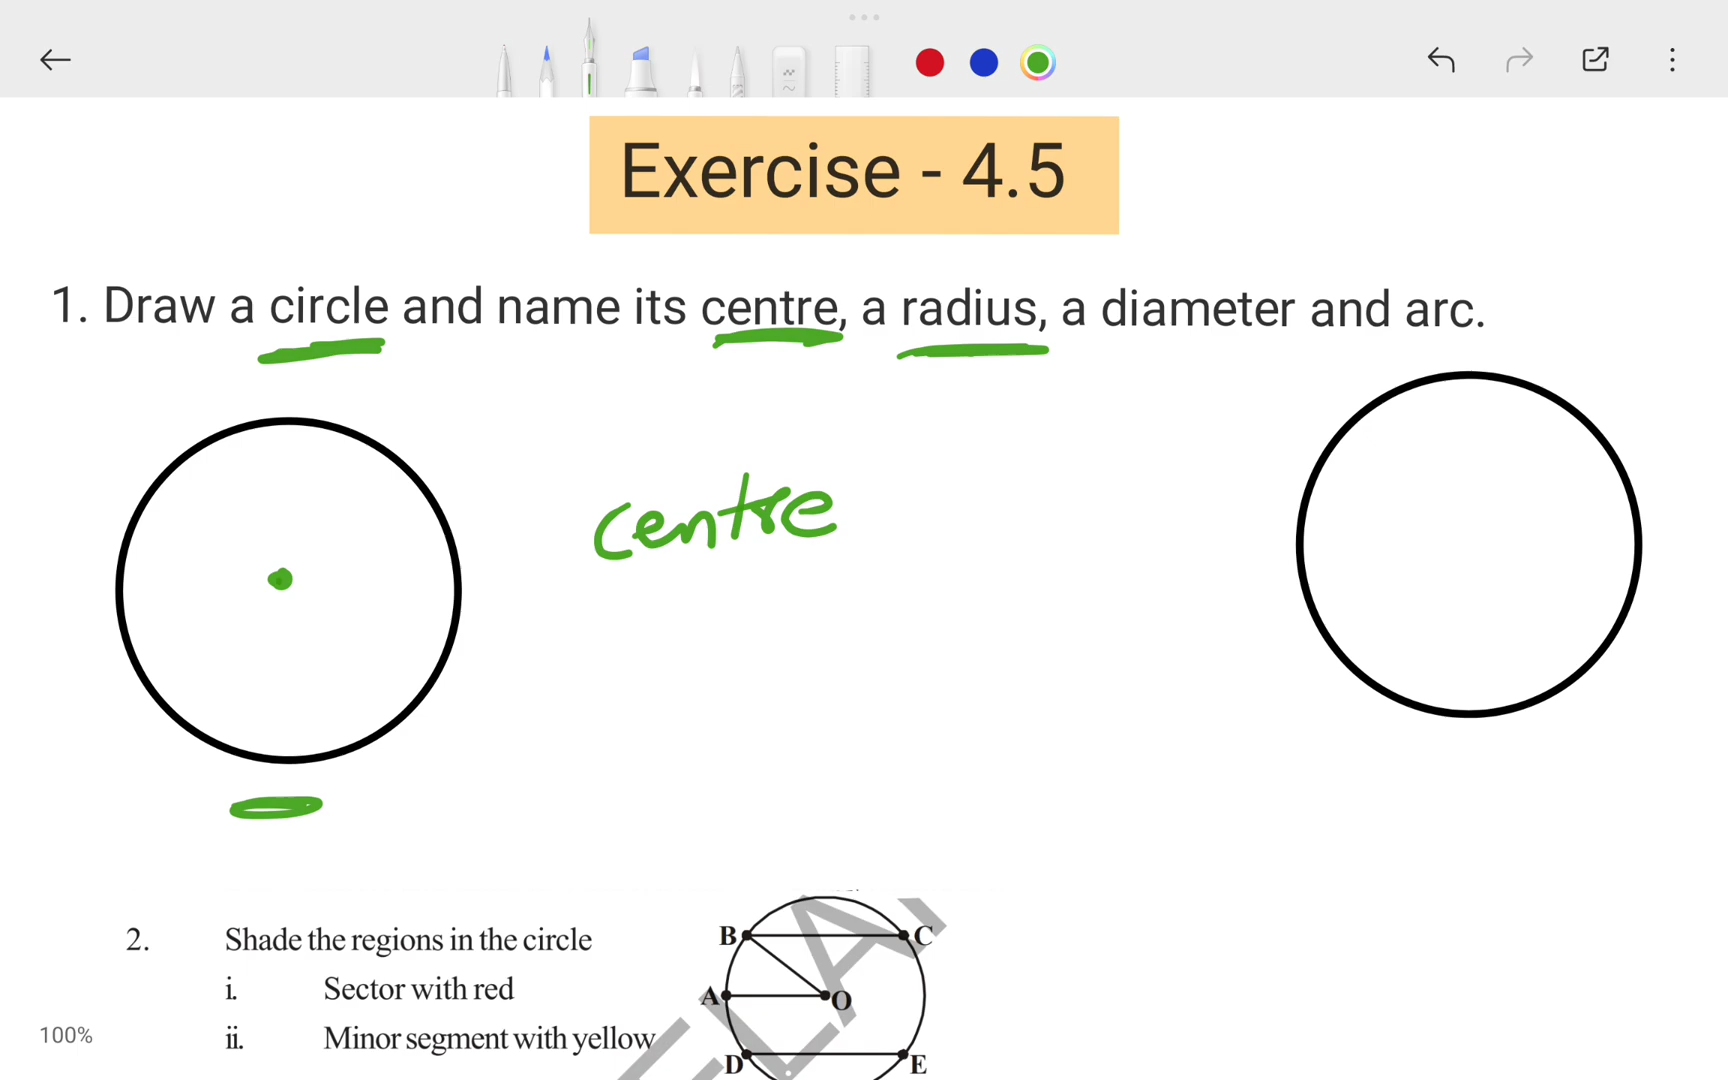 Exercise - 4.5
1. Draw a circle and name its centre, a radius, a diameter and arc.
centre
2. Shade the regions in the circle
i. Sector with red
ii. Minor segment with yellow
B C
A O
D E
100%